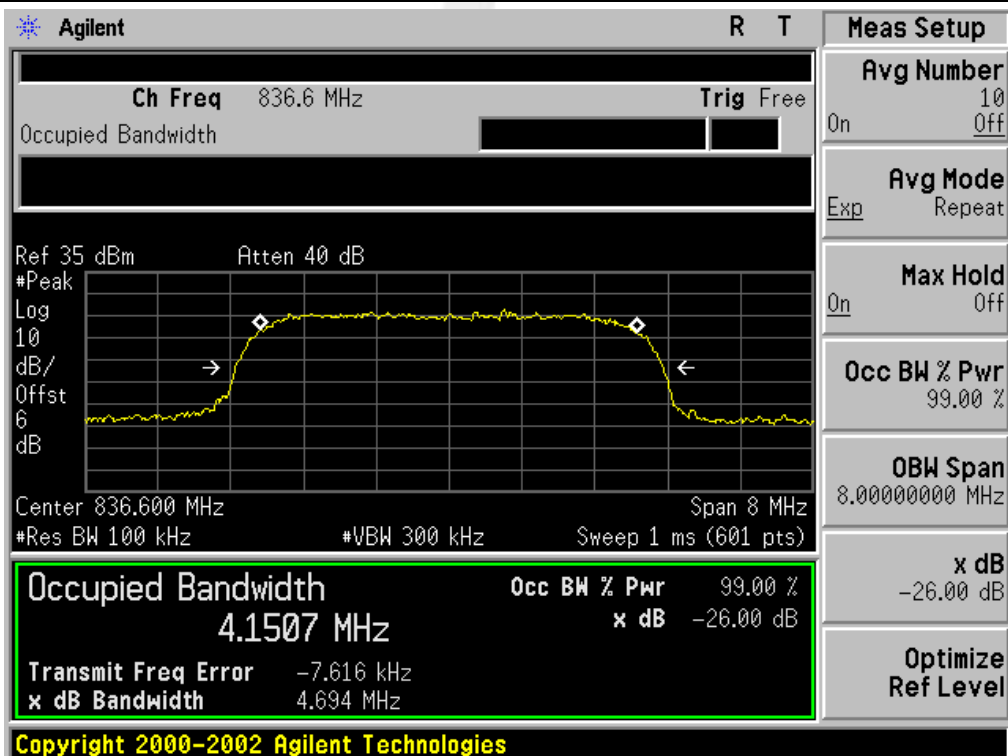 Agilent R T
Meas Setup
Ch Freq 836.6 MHz Trig Free
Occupied Bandwidth
Avg Number
10
On Off
Avg Mode
Exp Repeat
Max Hold
On Off
Occ BW % Pwr
99.00 %
OBW Span
8.00000000 MHz
x dB
-26.00 dB
Optimize
Ref Level
Ref 35 dBm Atten 40 dB
#Peak
Log
10
dB/
Offst
6
dB
Center 836.600 MHz Span 8 MHz
#Res BW 100 kHz #VBW 300 kHz Sweep 1 ms (601 pts)
Occupied Bandwidth Occ BW % Pwr 99.00 %
4.1507 MHz x dB -26.00 dB
Transmit Freq Error -7.616 kHz
x dB Bandwidth 4.694 MHz
Copyright 2000-2002 Agilent Technologies